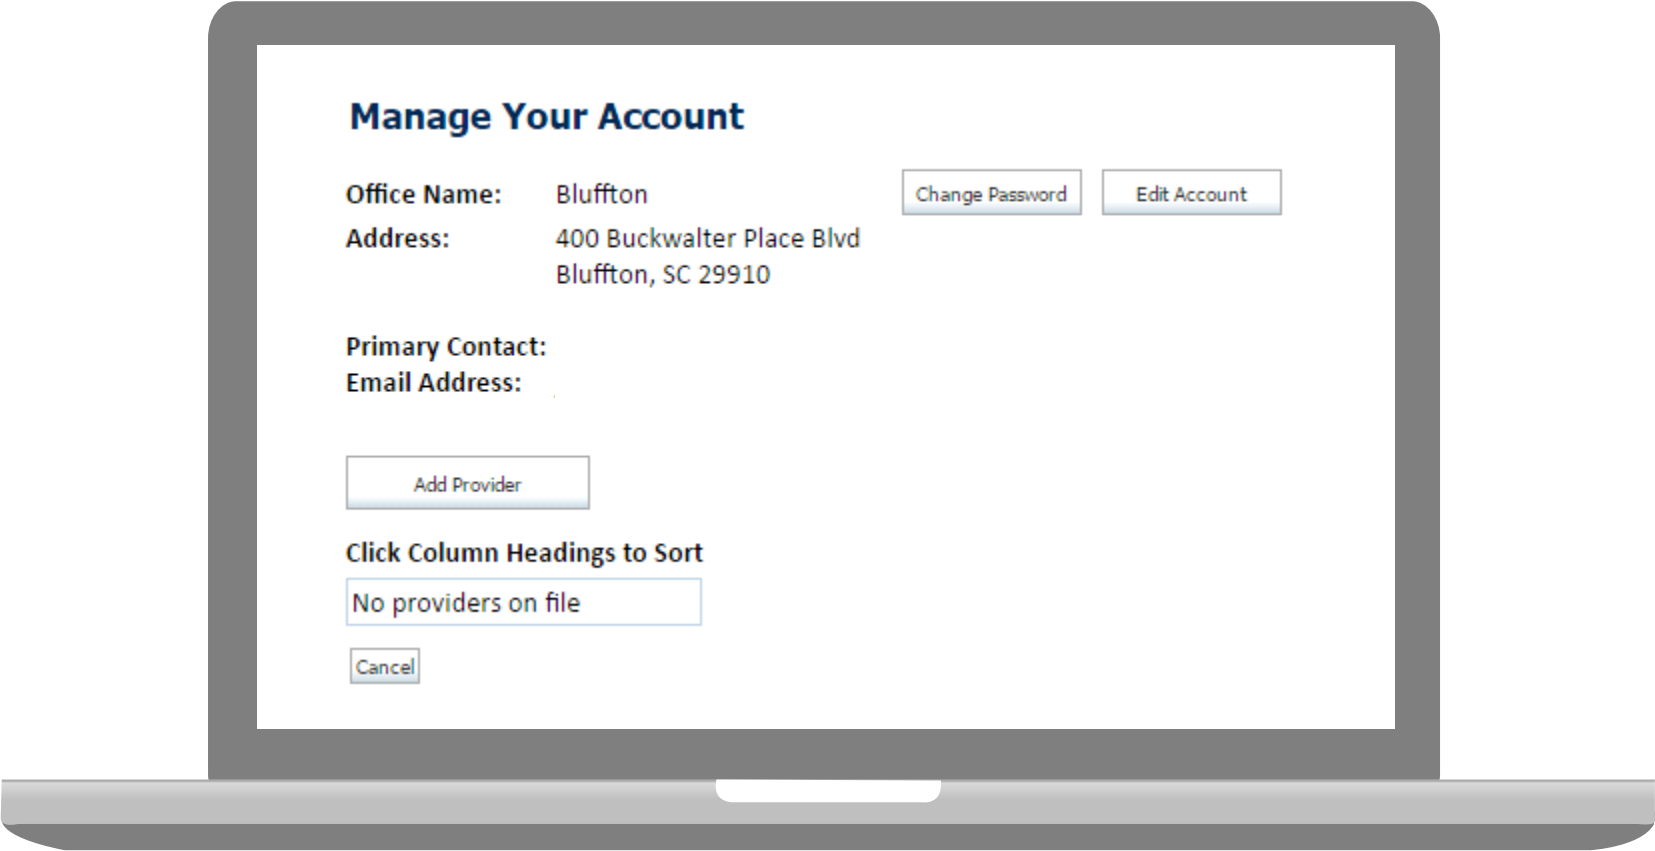 Manage Your Account
Office Name: Bluffton
Change Password
Edit Account
Address: 400 Buckwalter Place Blvd
Bluffton, SC 29910
Primary Contact:
Email Address:
Add Provider
Click Column Headings to Sort
No providers on file
Cancel